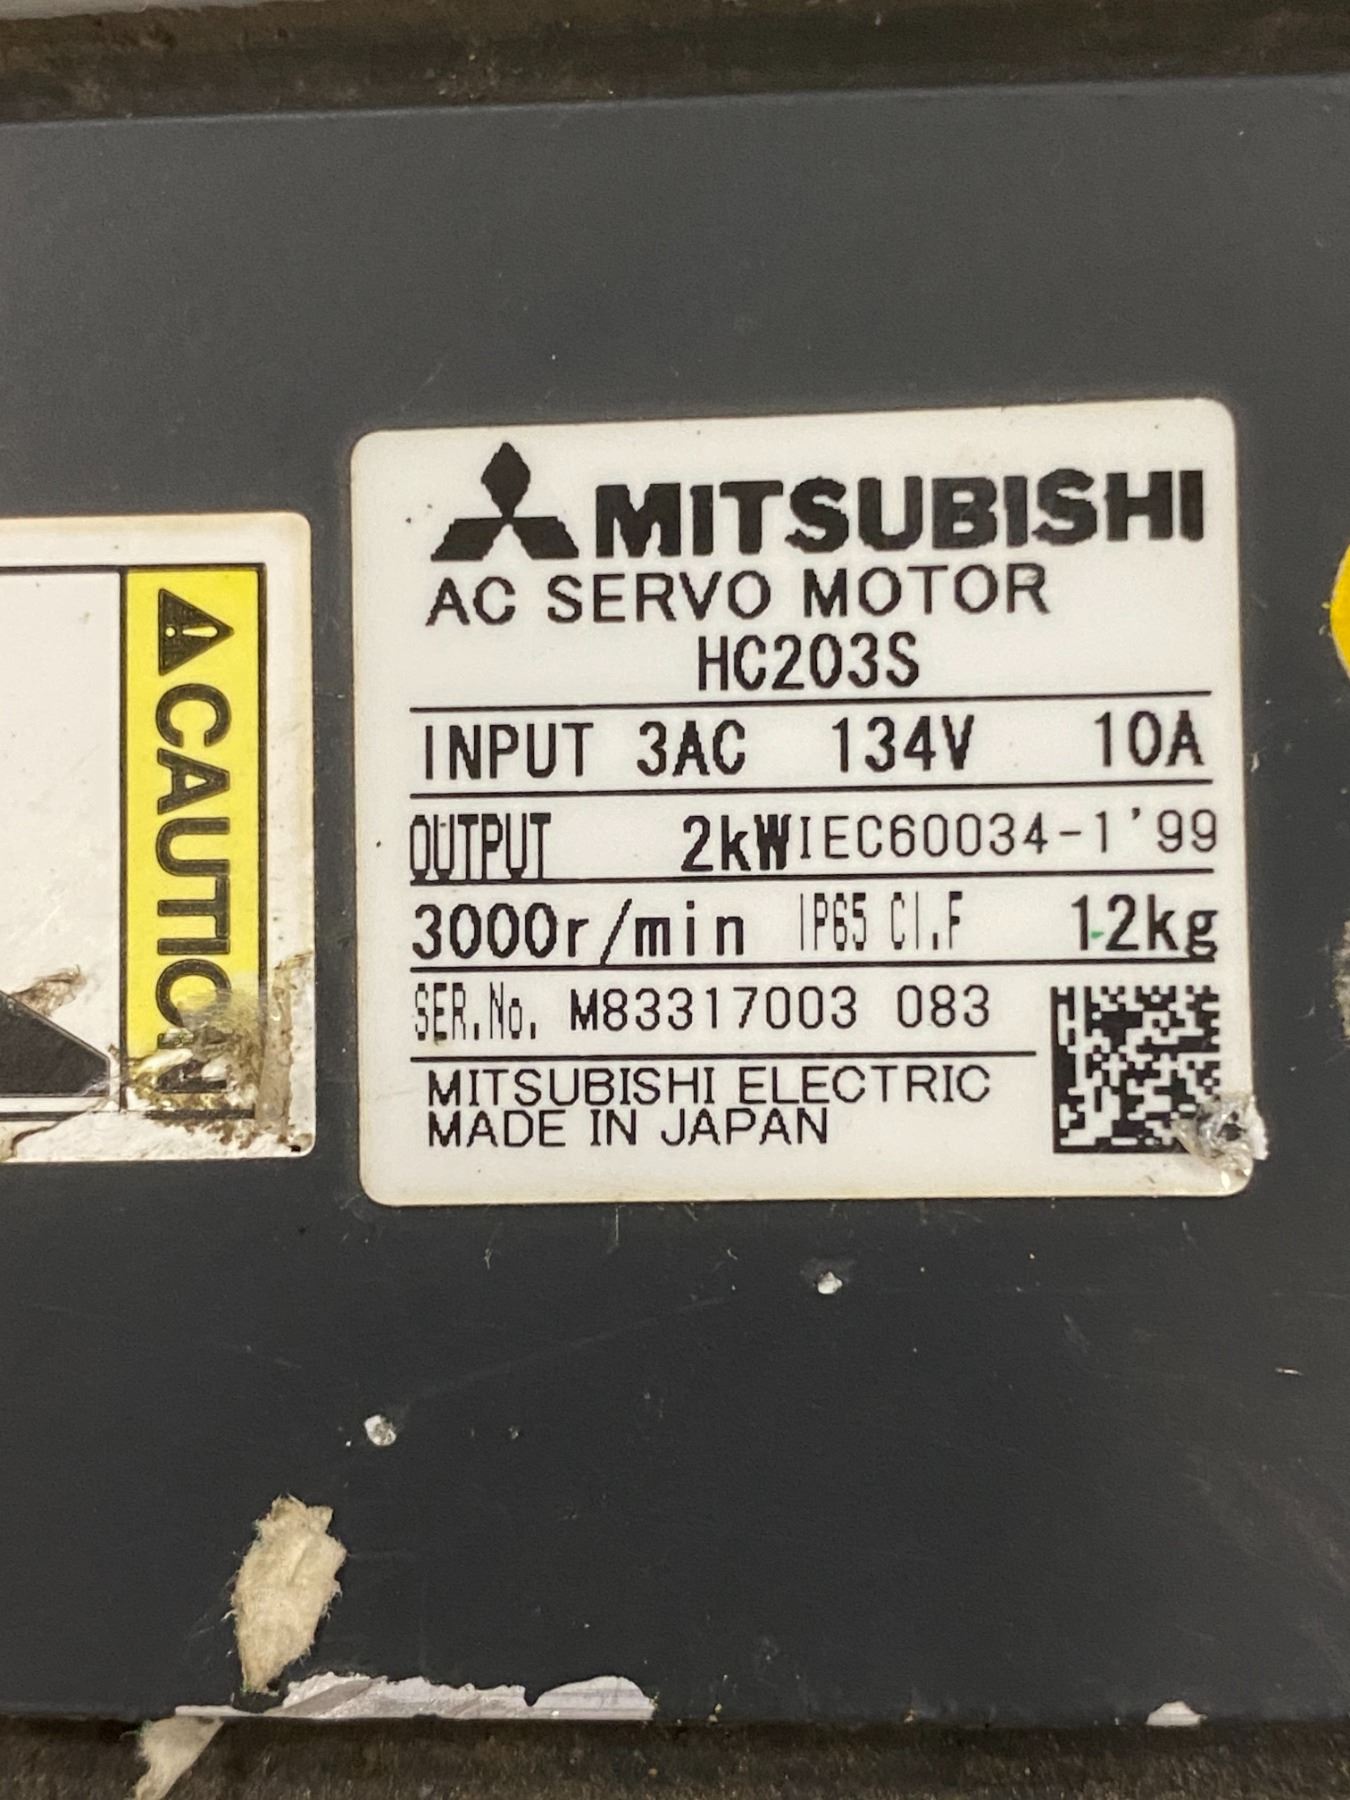 MITSUBISHI
AC SERVO MOTOR
HC203S
INPUT 3AC 134V 10A
OUTPUT 2kW IEC60034-1'99
3000r/min IP65 CI.F 12kg
SER.No. M83317003 083
MITSUBISHI ELECTRIC
MADE IN JAPAN
CAUTION